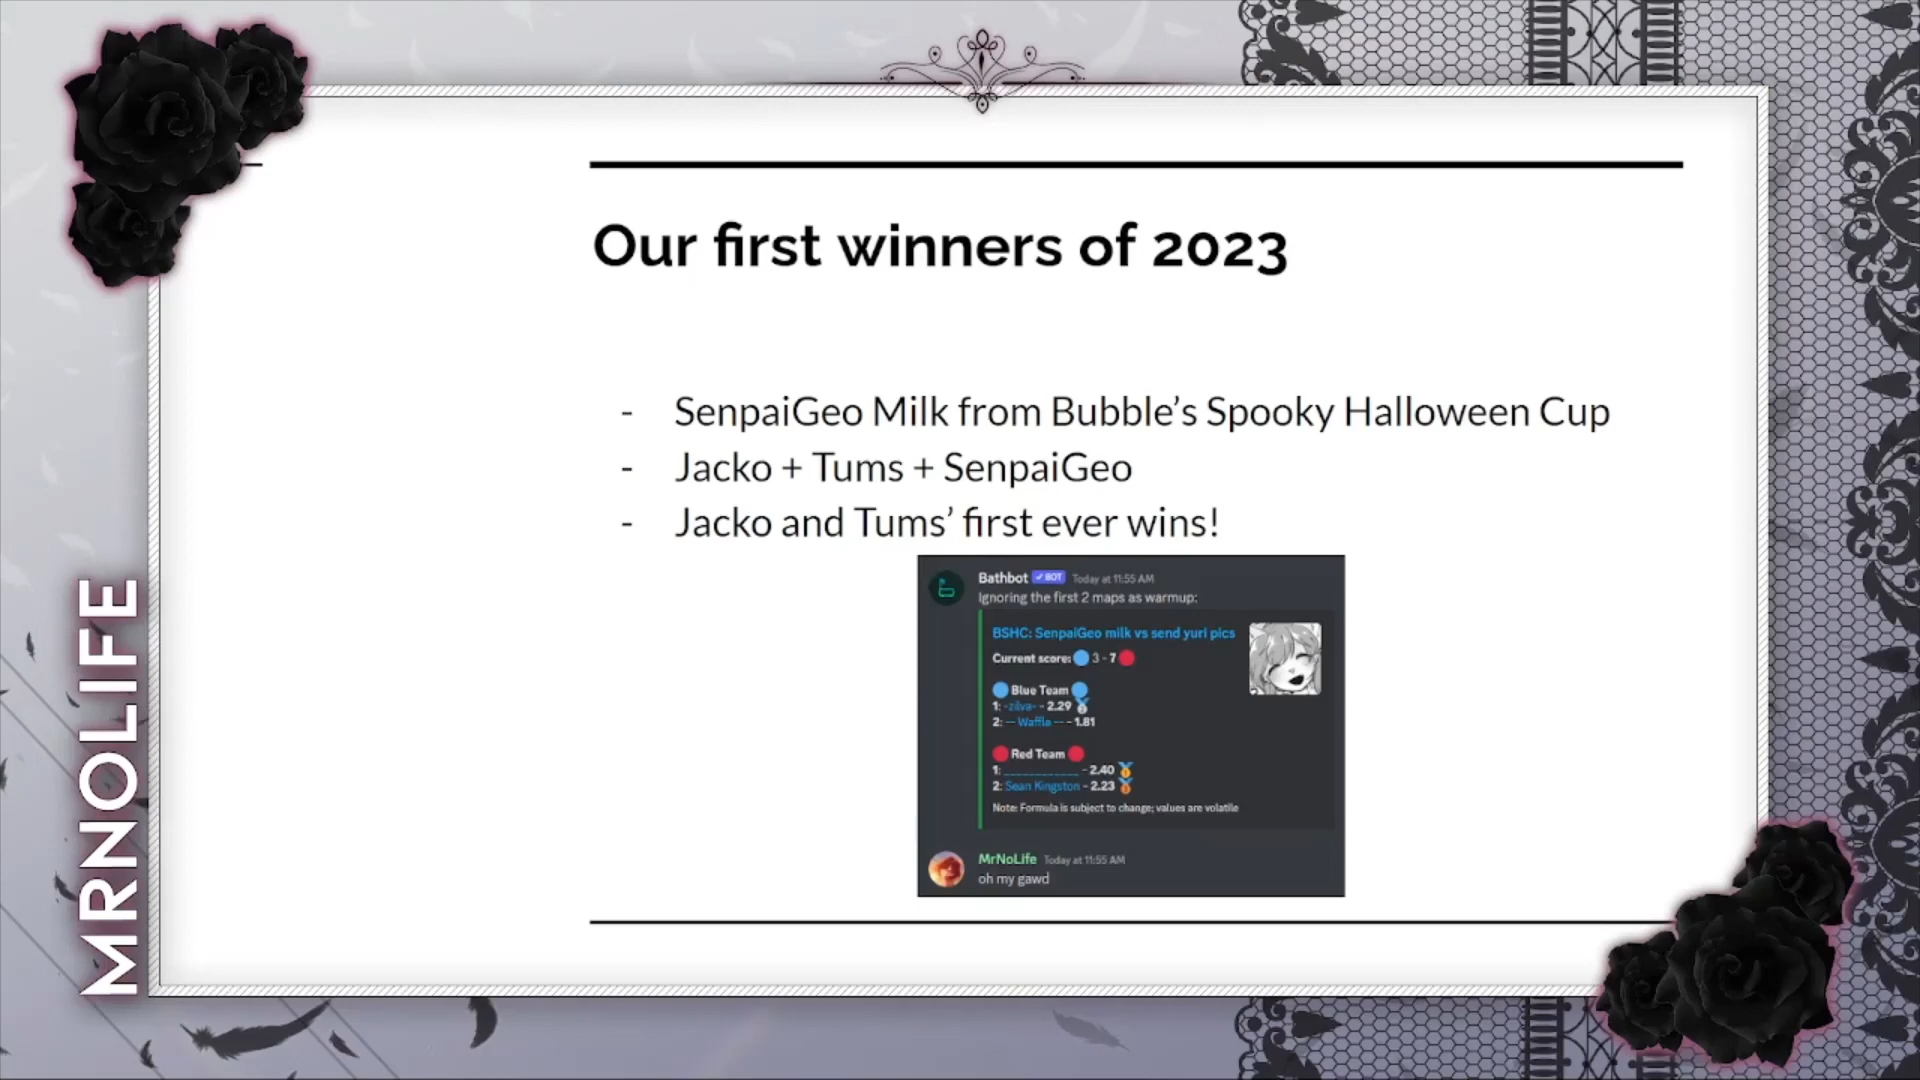 Our first winners of 2023
- SenpaiGeo Milk from Bubble’s Spooky Halloween Cup
- Jacko + Tums + SenpaiGeo
- Jacko and Tums’ first ever wins!
Bathbot ✓ BOT Today at 11:55 AM
Ignoring the first 2 maps as warmup:
BSHC: SenpaiGeo milk vs send yuri pics
Current score: 3 - 7
Blue Team
1: -zilva- - 2.29
2: -- Waffle -- - 1.81
Red Team
1: ____________ - 2.40
2: Sean Kingston - 2.23
Note: Formula is subject to change; values are volatile
MrNoLife Today at 11:55 AM
oh my gawd
MRNOLIFE